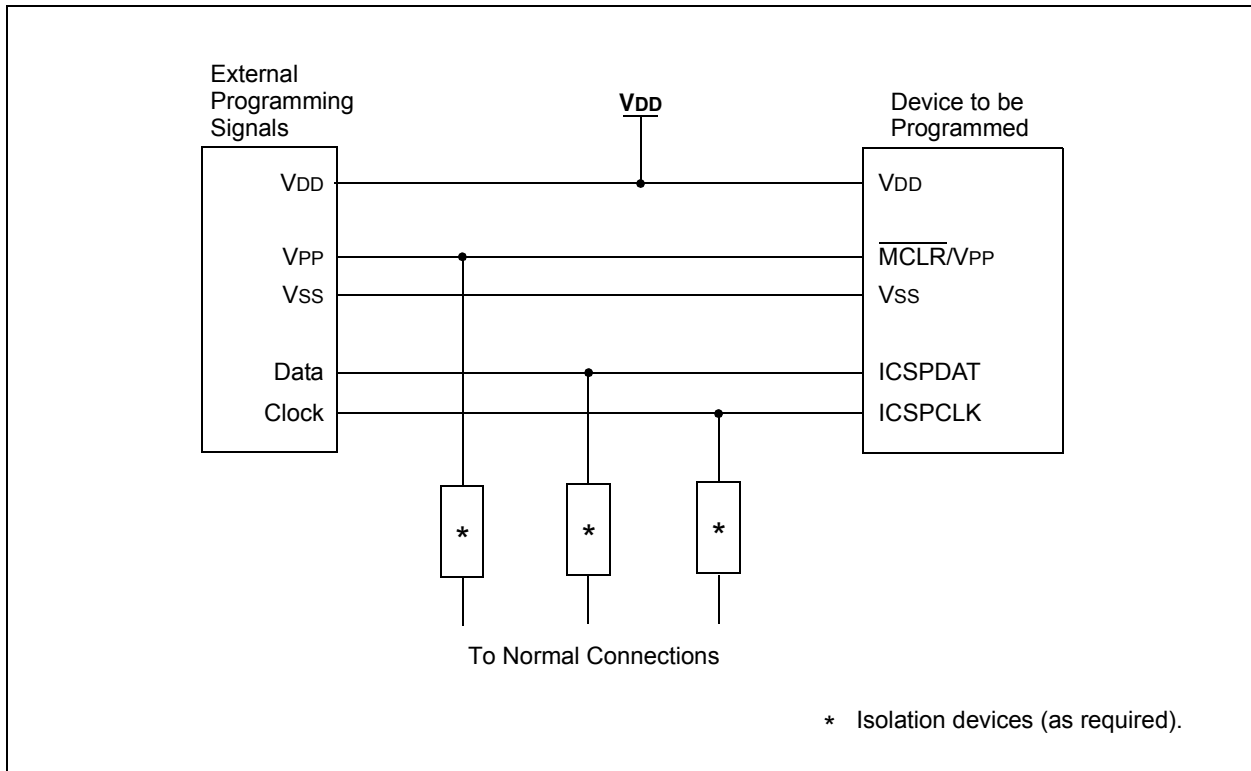 External
Programming
Signals
VDD
Device to be
Programmed
VDD
VPP
VSS
Data
Clock
VDD
M̅C̅L̅R̅/VPP
VSS
ICSPDAT
ICSPCLK
*
*
*
To Normal Connections
* Isolation devices (as required).